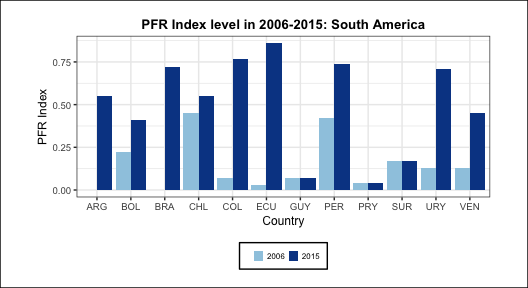 PFR Index level in 2006-2015: South America
PFR Index
0.75
0.50
0.25
0.00
ARG BOL BRA CHL COL ECU GUY PER PRY SUR URY VEN
Country
2006 2015